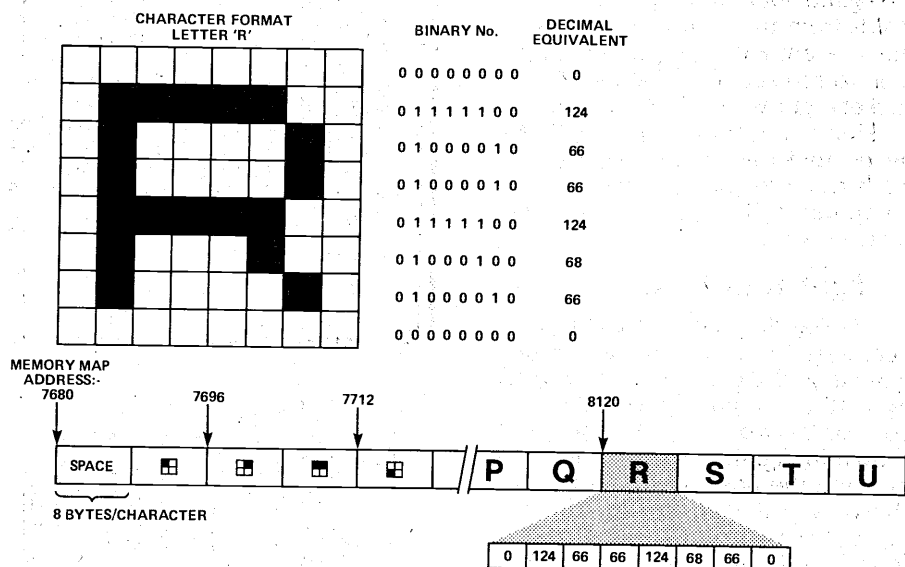 CHARACTER FORMAT
LETTER 'R'
BINARY No.
DECIMAL
EQUIVALENT
0 0 0 0 0 0 0 0 0
0 1 1 1 1 1 0 0 124
0 1 0 0 0 0 1 0 66
0 1 0 0 0 0 1 0 66
0 1 1 1 1 1 0 0 124
0 1 0 0 0 1 0 0 68
0 1 0 0 0 0 1 0 66
0 0 0 0 0 0 0 0 0
MEMORY MAP
ADDRESS:-
7680 7696 7712 8120
SPACE P Q R S T U
8 BYTES/CHARACTER
0 124 66 66 124 68 66 0